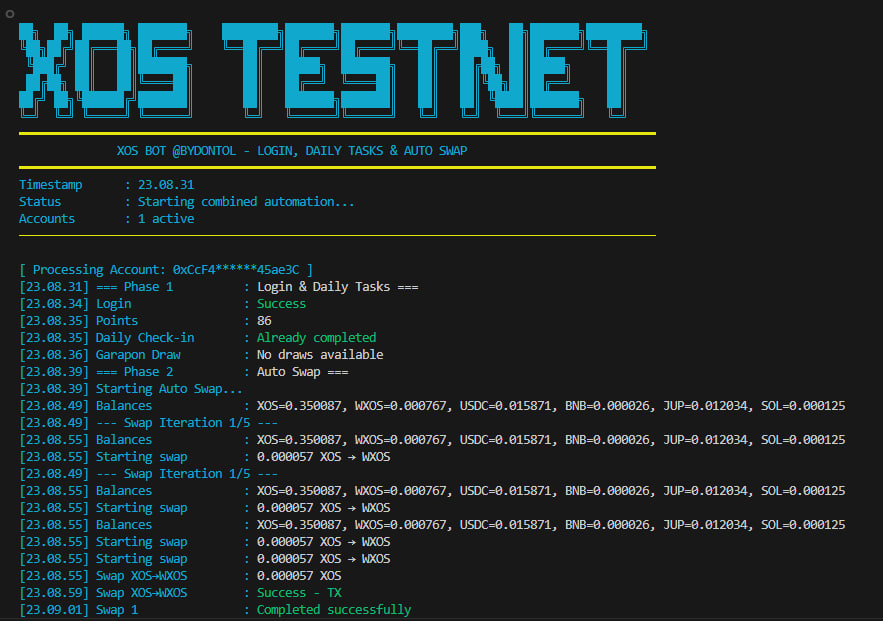 XOS TESTNET
XOS BOT @BYDONTOL - LOGIN, DAILY TASKS & AUTO SWAP
Timestamp : 23.08.31
Status : Starting combined automation...
Accounts : 1 active
[ Processing Account: 0xCcF4******45ae3C ]
[23.08.31] === Phase 1 : Login & Daily Tasks ===
[23.08.34] Login : Success
[23.08.35] Points : 86
[23.08.35] Daily Check-in : Already completed
[23.08.36] Garapon Draw : No draws available
[23.08.39] === Phase 2 : Auto Swap ===
[23.08.39] Starting Auto Swap...
[23.08.49] Balances : XOS=0.350087, WXOS=0.000767, USDC=0.015871, BNB=0.000026, JUP=0.012034, SOL=0.000125
[23.08.49] --- Swap Iteration 1/5 ---
[23.08.55] Balances : XOS=0.350087, WXOS=0.000767, USDC=0.015871, BNB=0.000026, JUP=0.012034, SOL=0.000125
[23.08.55] Starting swap : 0.000057 XOS → WXOS
[23.08.49] --- Swap Iteration 1/5 ---
[23.08.55] Balances : XOS=0.350087, WXOS=0.000767, USDC=0.015871, BNB=0.000026, JUP=0.012034, SOL=0.000125
[23.08.55] Starting swap : 0.000057 XOS → WXOS
[23.08.55] Balances : XOS=0.350087, WXOS=0.000767, USDC=0.015871, BNB=0.000026, JUP=0.012034, SOL=0.000125
[23.08.55] Starting swap : 0.000057 XOS → WXOS
[23.08.55] Starting swap : 0.000057 XOS → WXOS
[23.08.55] Swap XOS→WXOS : 0.000057 XOS
[23.08.59] Swap XOS→WXOS : Success - TX
[23.09.01] Swap 1 : Completed successfully